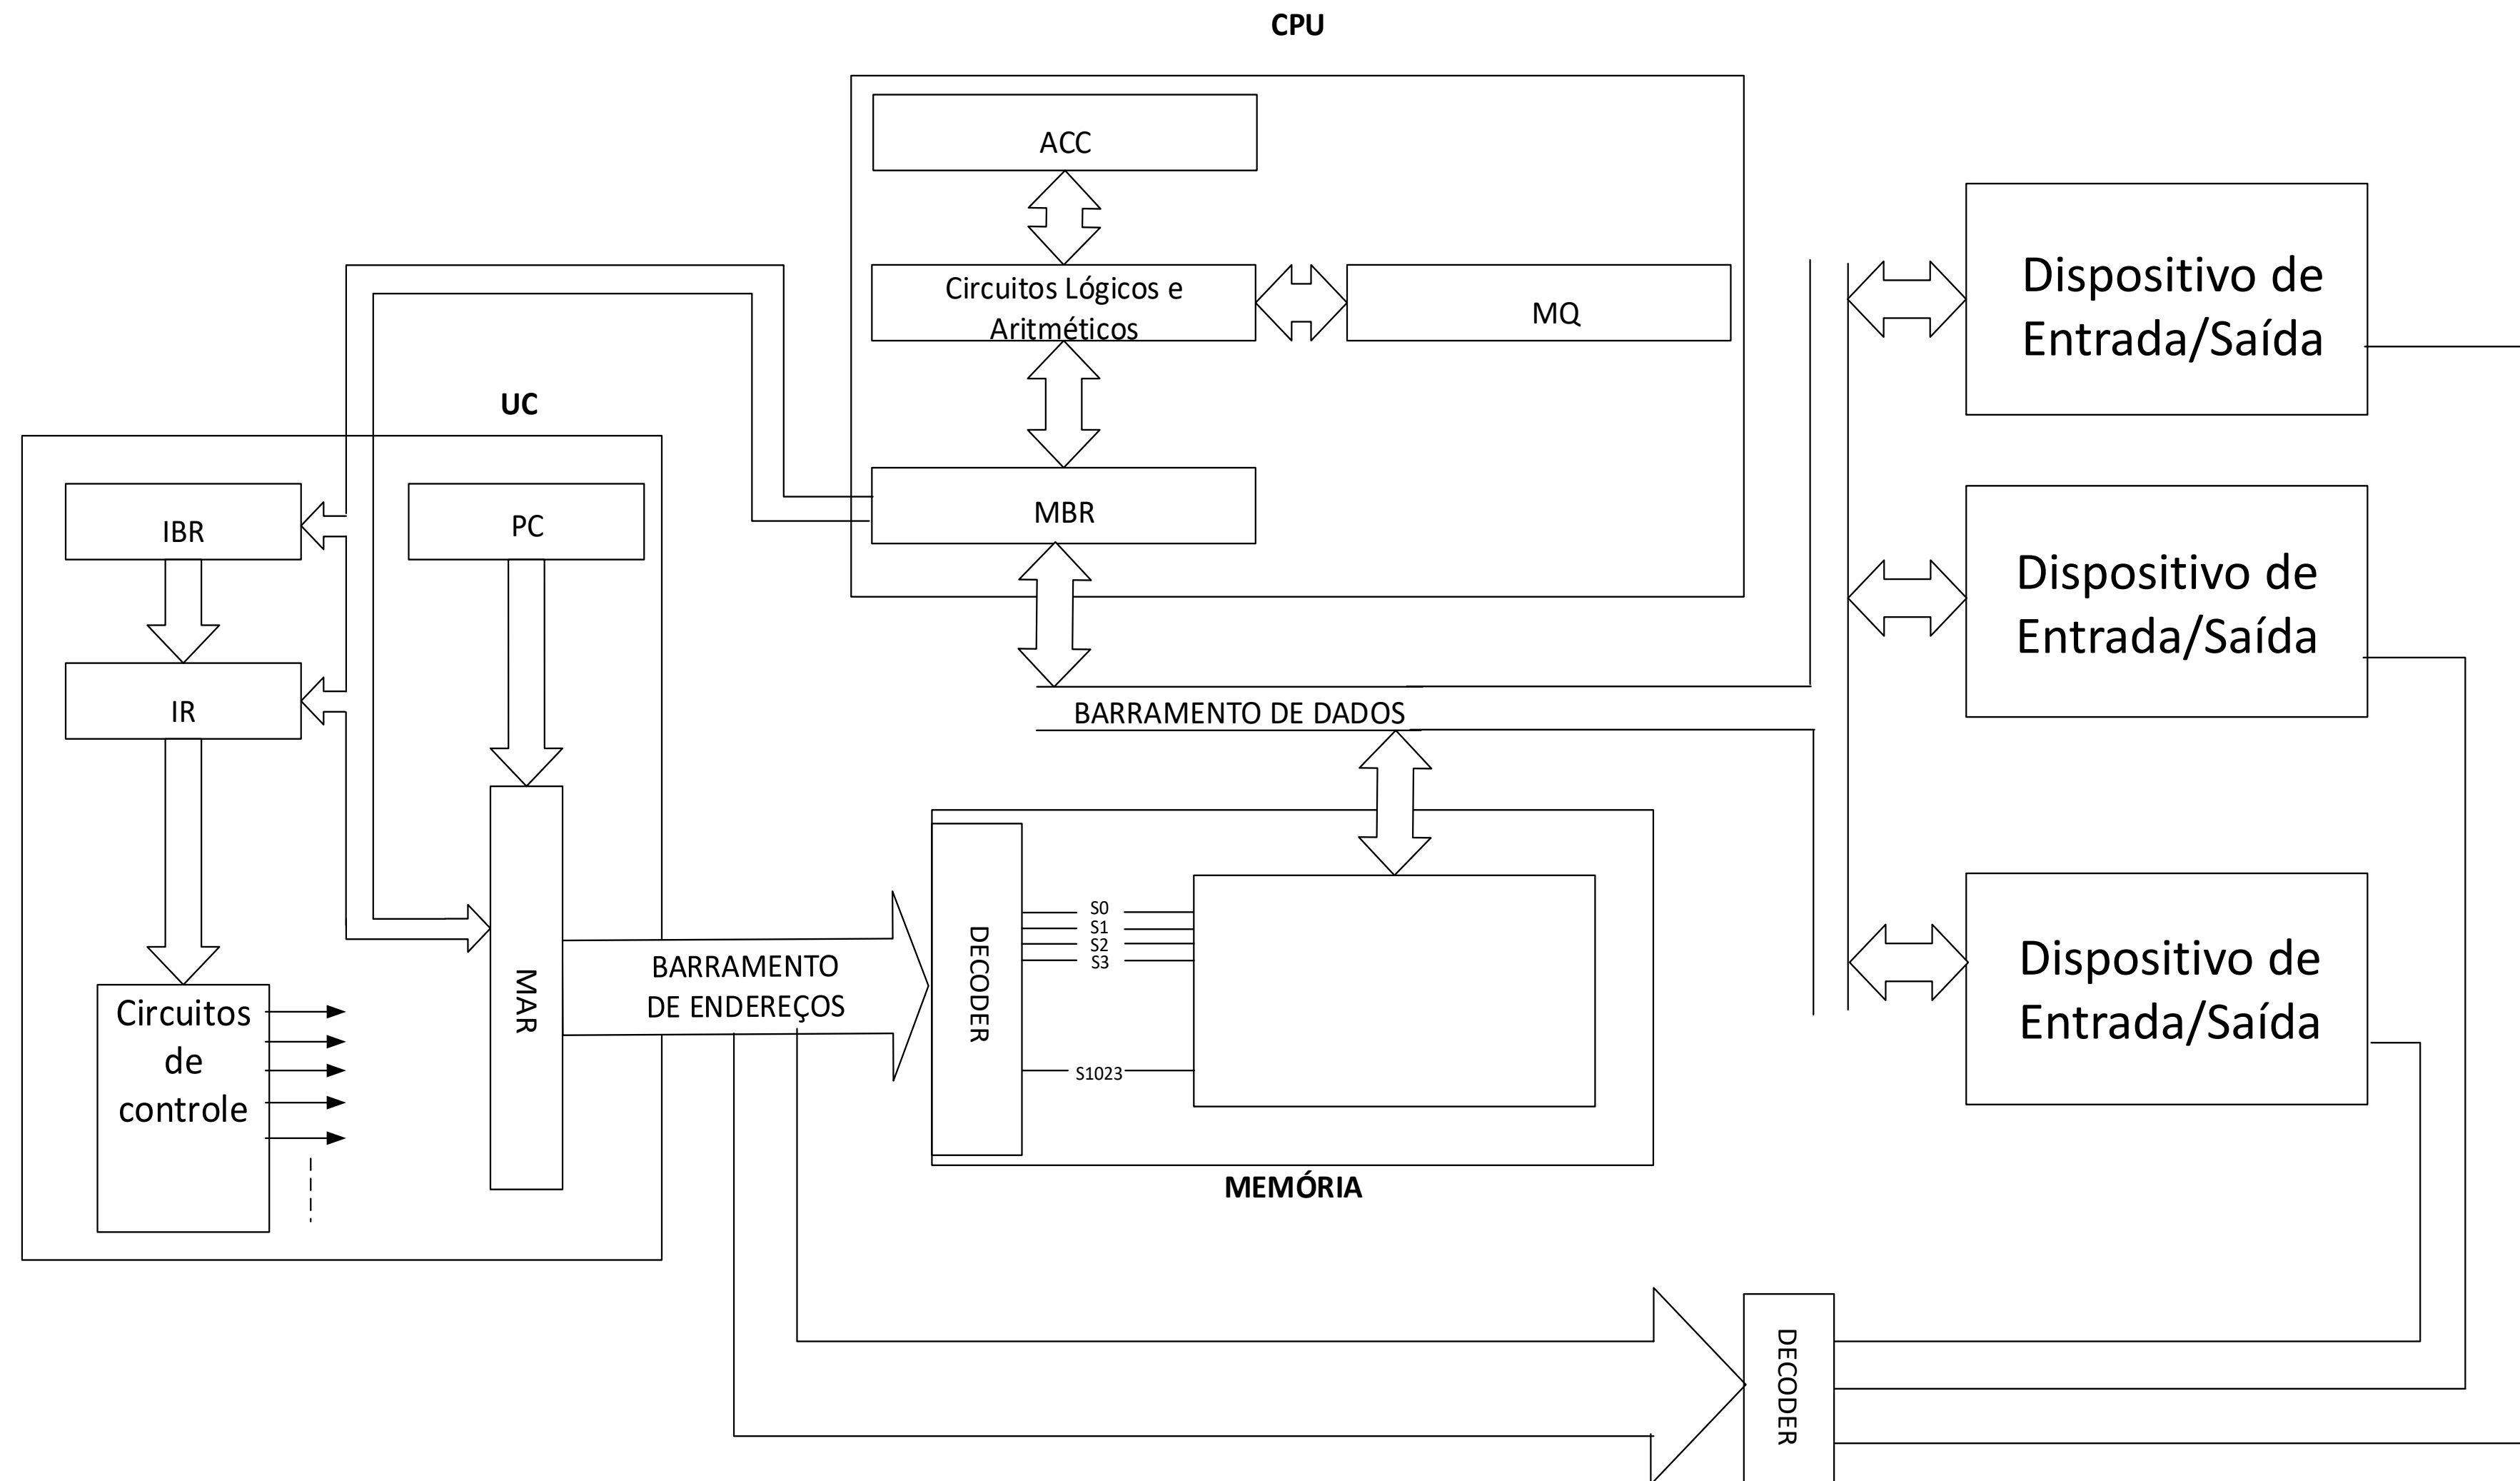 CPU
ACC
Circuitos Lógicos e
Aritméticos
MQ
MBR
UC
IBR
PC
IR
MAR
Circuitos
de
controle
BARRAMENTO DE DADOS
BARRAMENTO
DE ENDEREÇOS
DECODER
S0
S1
S2
S3
S1023
MEMÓRIA
Dispositivo de
Entrada/Saída
Dispositivo de
Entrada/Saída
Dispositivo de
Entrada/Saída
DECODER